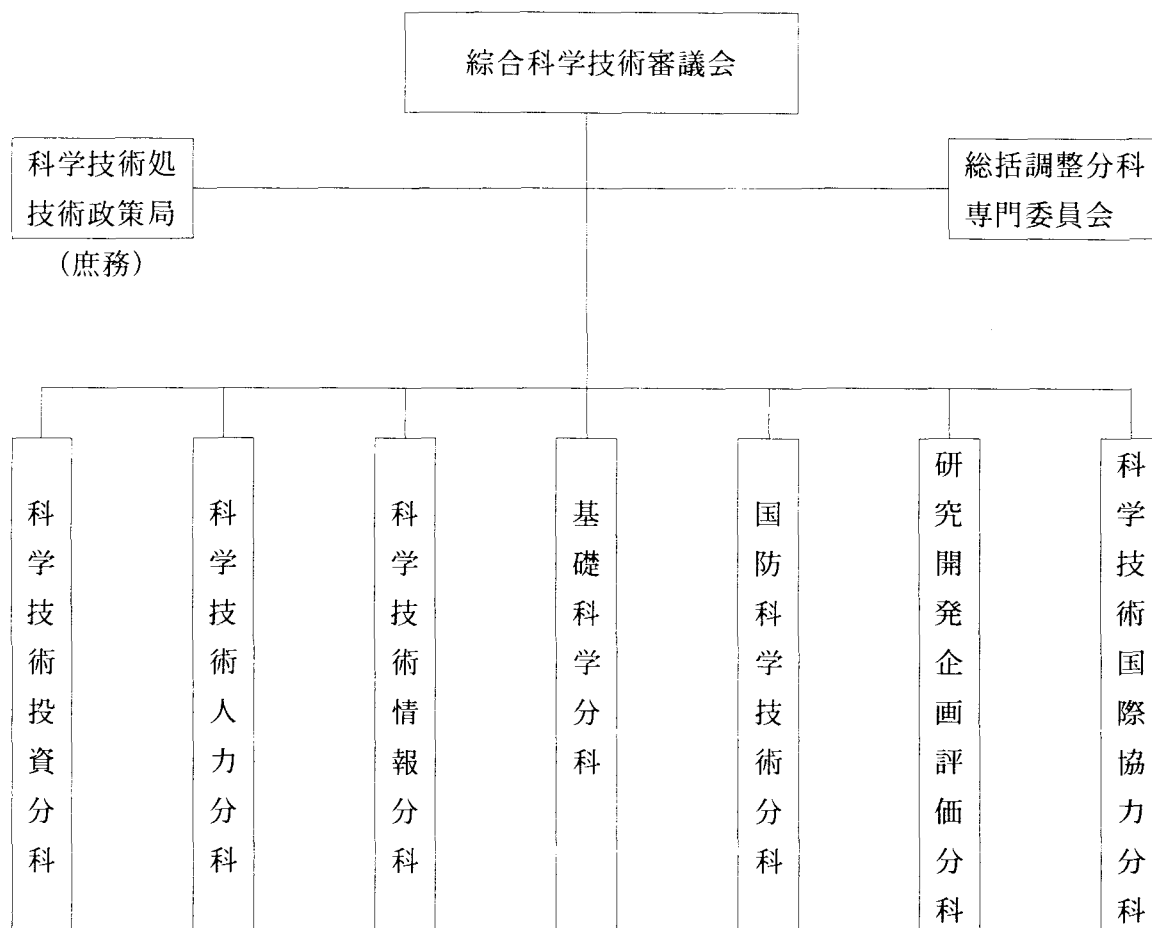 綜合科学技術審議会
科学技術処
技術政策局
(庶務)
総括調整分科
専門委員会
科学技術投資分科
科学技術人力分科
科学技術情報分科
基礎科学分科
国防科学技術分科
研究開発企画評価分科
科学技術国際協力分科